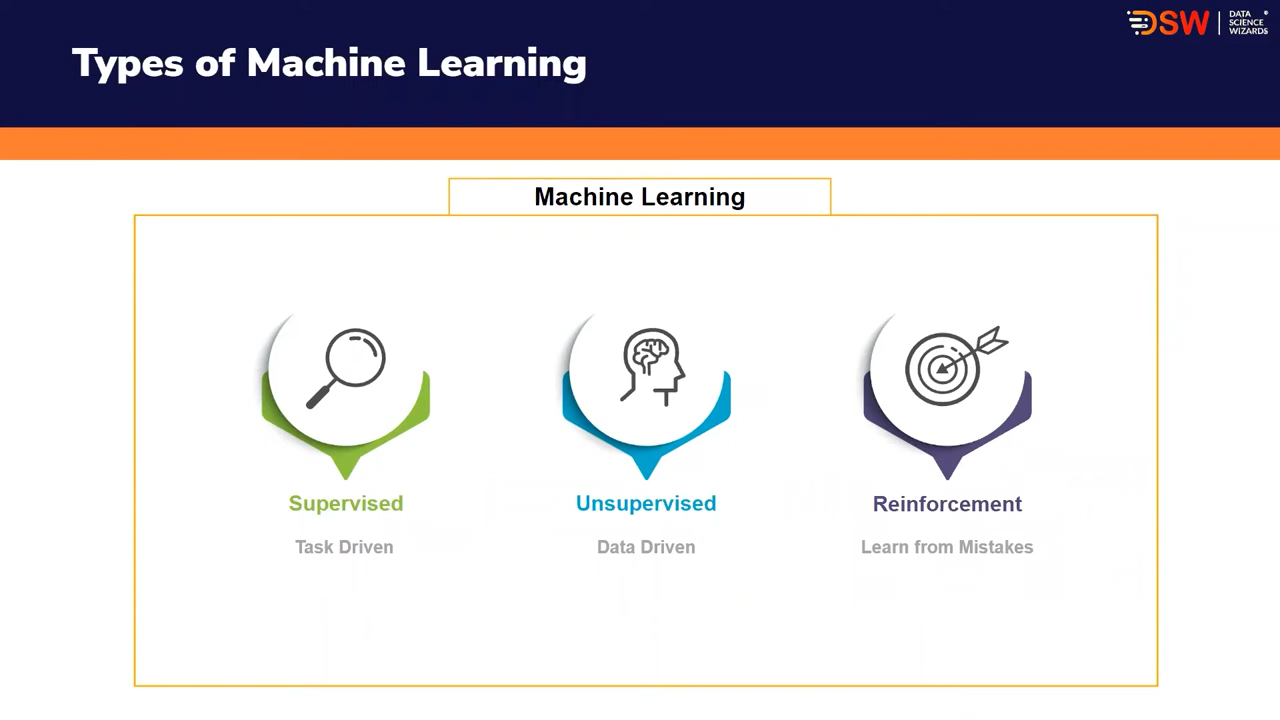 DSW
DATA
SCIENCE
WIZARDS
®
Types of Machine Learning
Machine Learning
Supervised
Unsupervised
Reinforcement
Task Driven
Data Driven
Learn from Mistakes